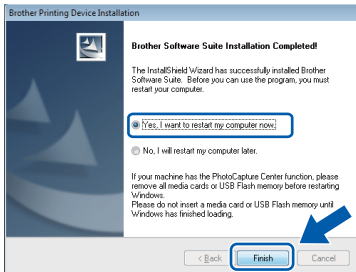 Brother Printing Device Installation
Brother Software Suite Installation Completed!
The InstallShield Wizard has successfully installed Brother
Software Suite. Before you can use the program, you must
restart your computer.
Yes, I want to restart my computer now.
No, I will restart my computer later.
If your machine has the PhotoCapture Center function, please
remove all media cards or USB Flash memory before restarting
Windows.
Please do not insert a media card or USB Flash memory until
Windows has finished loading.
< Back
Finish
Cancel